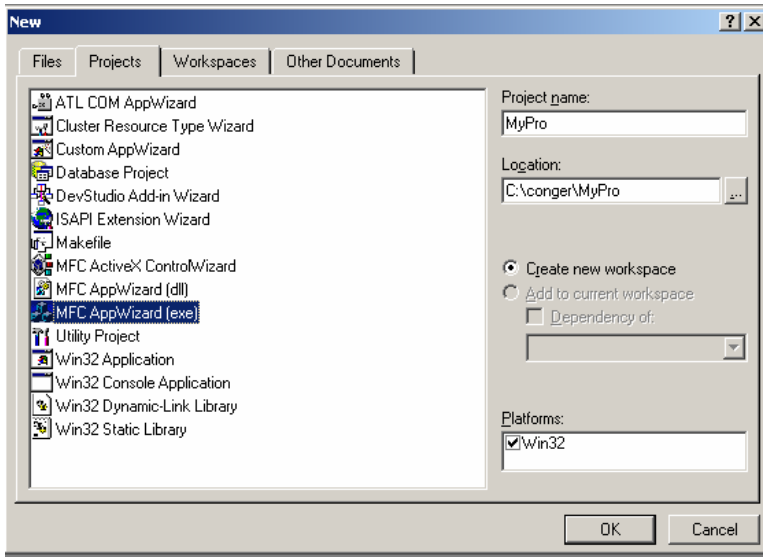 New
Files
Projects
Workspaces
Other Documents
ATL COM AppWizard
Cluster Resource Type Wizard
Custom AppWizard
Database Project
DevStudio Add-in Wizard
ISAPI Extension Wizard
Makefile
MFC ActiveX ControlWizard
MFC AppWizard (dll)
MFC AppWizard (exe)
Utility Project
Win32 Application
Win32 Console Application
Win32 Dynamic-Link Library
Win32 Static Library
Project name:
MyPro
Location:
C:\conger\MyPro
...
Create new workspace
Add to current workspace
Dependency of:
Platforms:
Win32
OK
Cancel